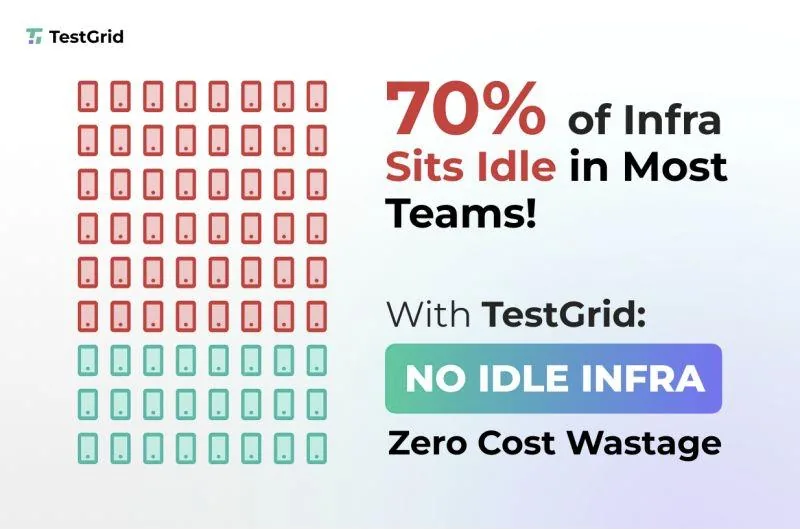 TestGrid
70% of Infra
Sits Idle in Most
Teams!
With TestGrid:
NO IDLE INFRA
Zero Cost Wastage